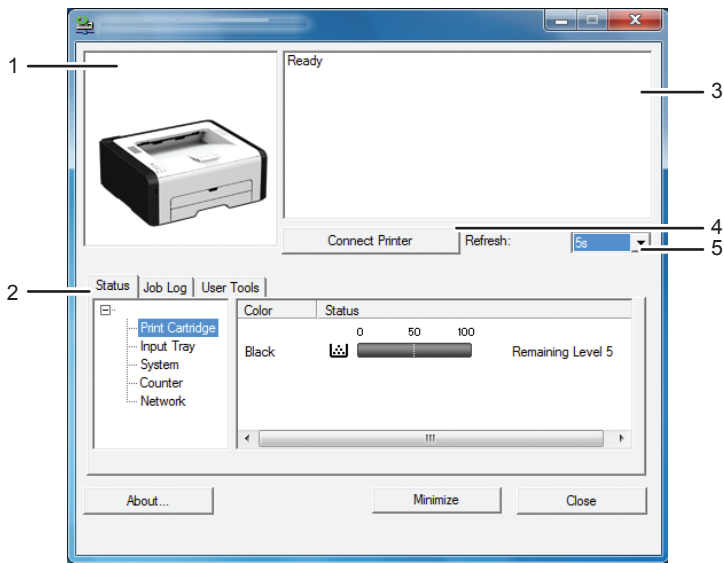 1
Ready
3
4
Connect Printer Refresh: 5s
5
2
Status Job Log User Tools
Print Cartridge
Input Tray
System
Counter
Network
Color Status
0 50 100
Black Remaining Level 5
About... Minimize Close